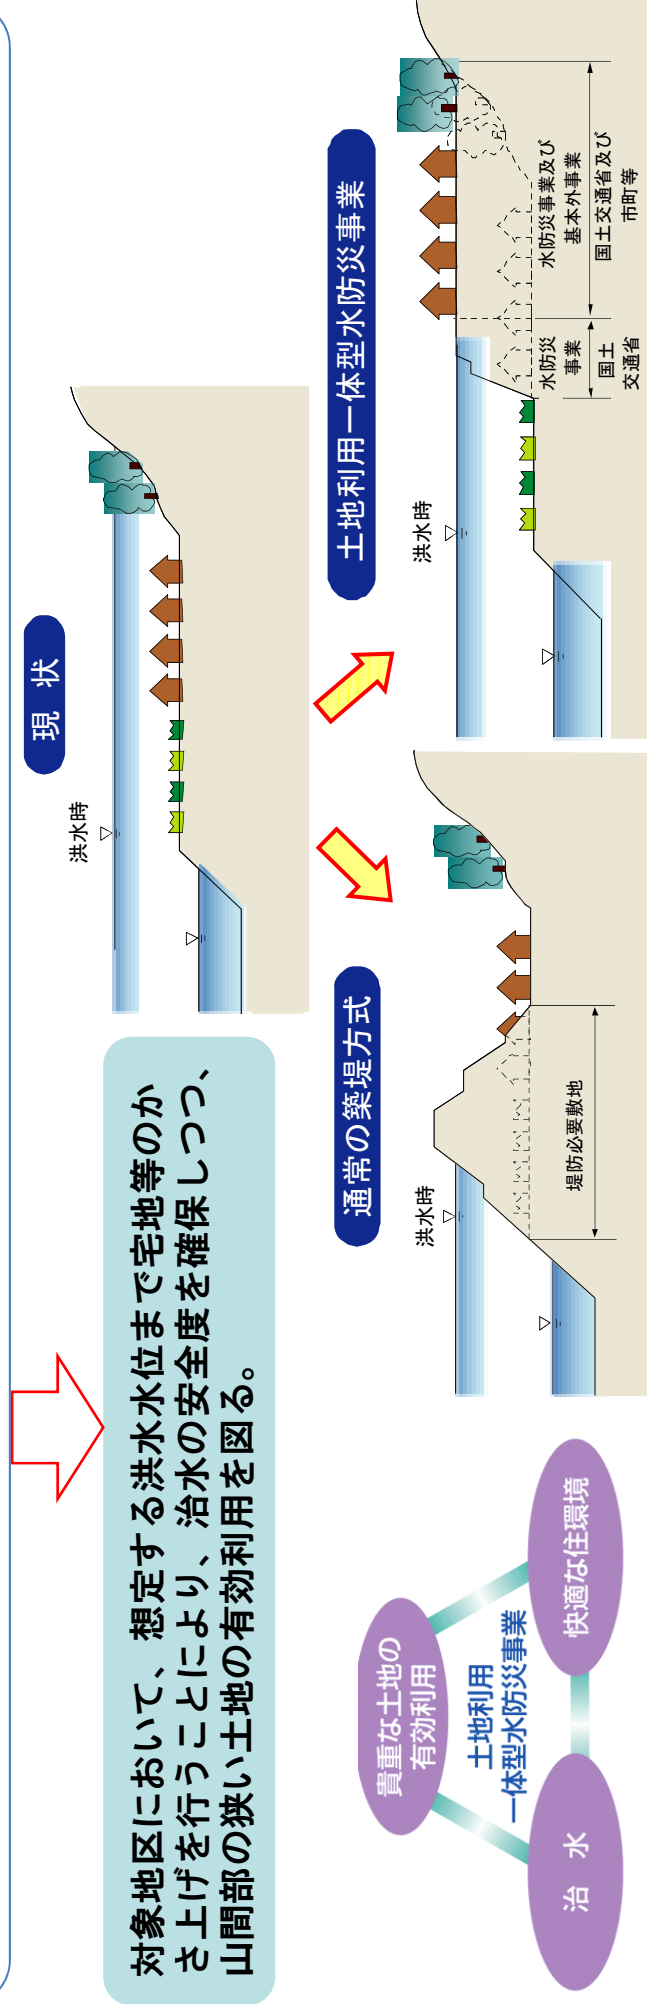 対象地区において、想定する洪水水位まで宅地等のか
さ上げを行うことにより、治水の安全度を確保しつつ、
山間部の狭い土地の有効利用を図る。
現 状
洪水時
貴重な土地の
有効利用
土地利用
一体型水防災事業
治 水
快適な住環境
通常の築堤方式
洪水時
堤防必要敷地
土地利用一体型水防災事業
洪水時
水防災
事業
国土
交通省
水防災事業及び
基本外事業
国土交通省及び
市町等